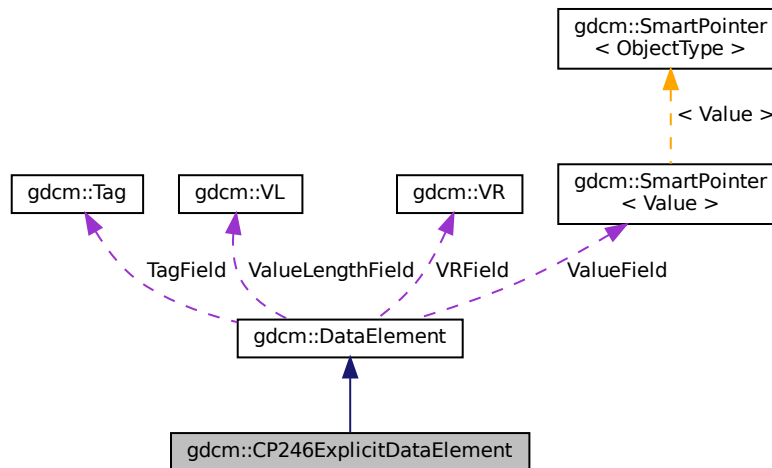 gdcm::SmartPointer
< ObjectType >
< Value >
gdcm::Tag
gdcm::VL
gdcm::VR
gdcm::SmartPointer
< Value >
TagField
ValueLengthField
VRField
ValueField
gdcm::DataElement
gdcm::CP246ExplicitDataElement